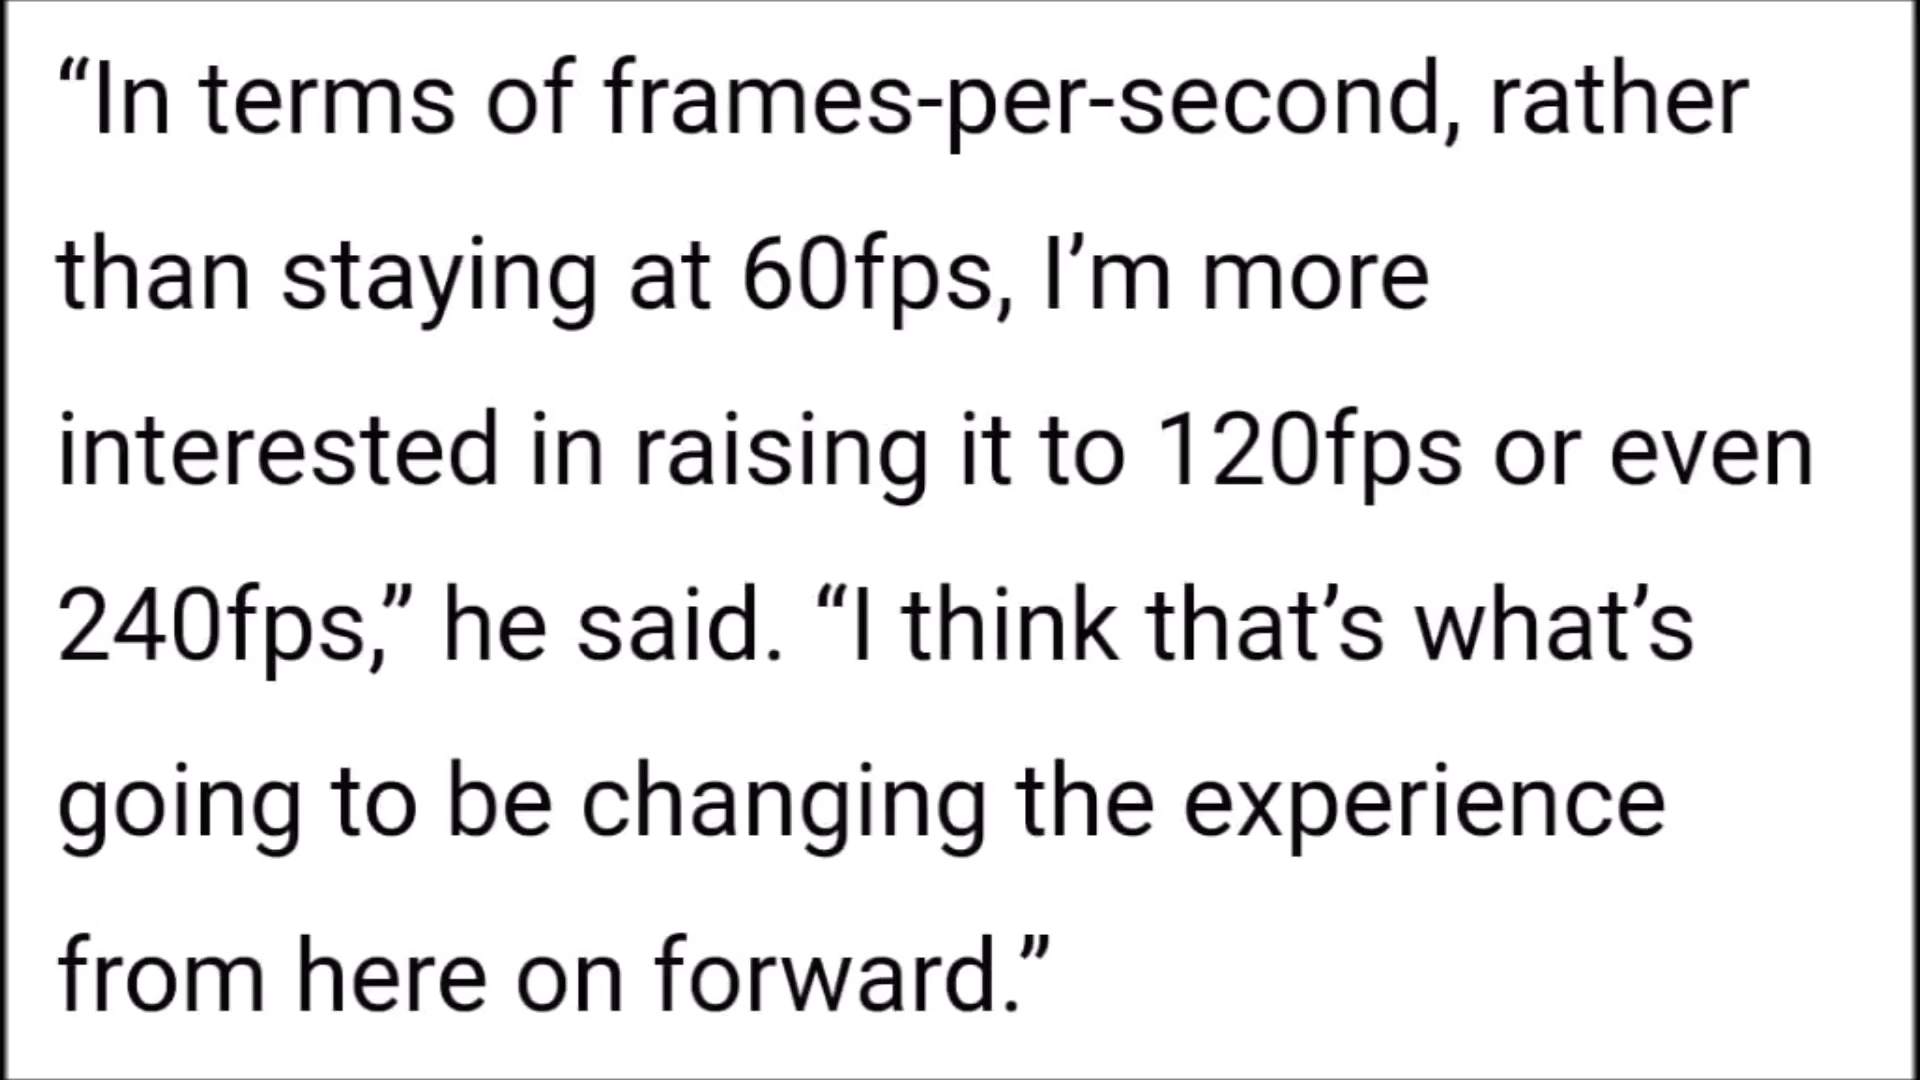 “In terms of frames-per-second, rather
than staying at 60fps, I’m more
interested in raising it to 120fps or even
240fps,” he said. “I think that’s what’s
going to be changing the experience
from here on forward.”